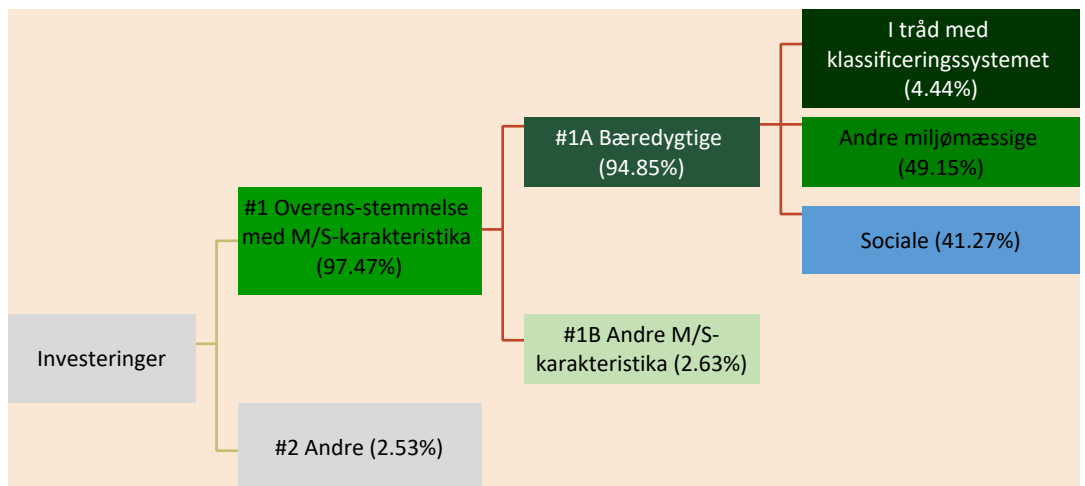 Investeringer
#1 Overens-stemmelse
med M/S-karakteristika
(97.47%)
#2 Andre (2.53%)
#1A Bæredygtige
(94.85%)
#1B Andre M/S-
karakteristika (2.63%)
I tråd med
klassificeringssystemet
(4.44%)
Andre miljømæssige
(49.15%)
Sociale (41.27%)